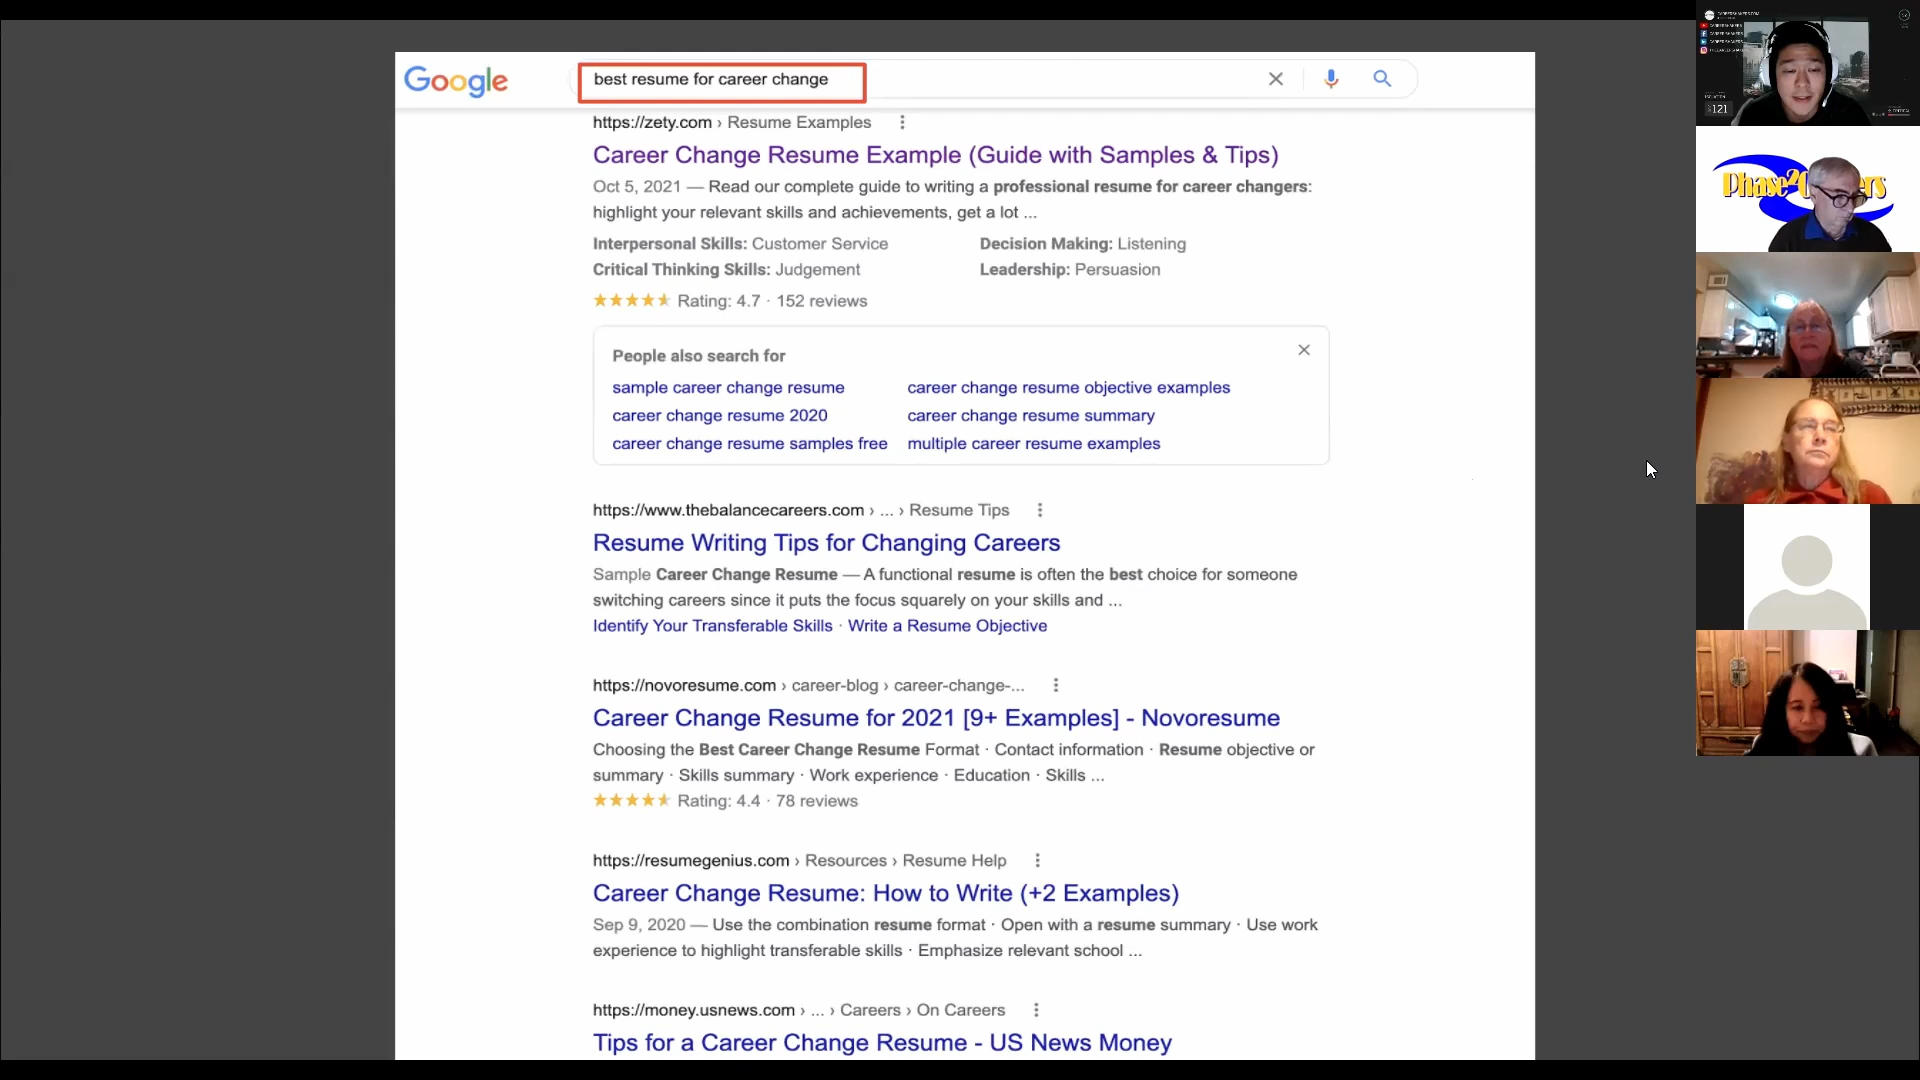 Google
best resume for career change
https://zety.com › Resume Examples
Career Change Resume Example (Guide with Samples & Tips)
Oct 5, 2021 — Read our complete guide to writing a professional resume for career changers:
highlight your relevant skills and achievements, get a lot ...
Interpersonal Skills: Customer Service
Decision Making: Listening
Critical Thinking Skills: Judgement
Leadership: Persuasion
Rating: 4.7 · 152 reviews
People also search for
sample career change resume
career change resume objective examples
career change resume 2020
career change resume summary
career change resume samples free
multiple career resume examples
https://www.thebalancecareers.com › ... › Resume Tips
Resume Writing Tips for Changing Careers
Sample Career Change Resume — A functional resume is often the best choice for someone
switching careers since it puts the focus squarely on your skills and ...
Identify Your Transferable Skills · Write a Resume Objective
https://novoresume.com › career-blog › career-change-...
Career Change Resume for 2021 [9+ Examples] - Novoresume
Choosing the Best Career Change Resume Format · Contact information · Resume objective or
summary · Skills summary · Work experience · Education · Skills ...
Rating: 4.4 · 78 reviews
https://resumegenius.com › Resources › Resume Help
Career Change Resume: How to Write (+2 Examples)
Sep 9, 2020 — Use the combination resume format · Open with a resume summary · Use work
experience to highlight transferable skills · Emphasize relevant school ...
https://money.usnews.com › ... › Careers › On Careers
Tips for a Career Change Resume - US News Money
121